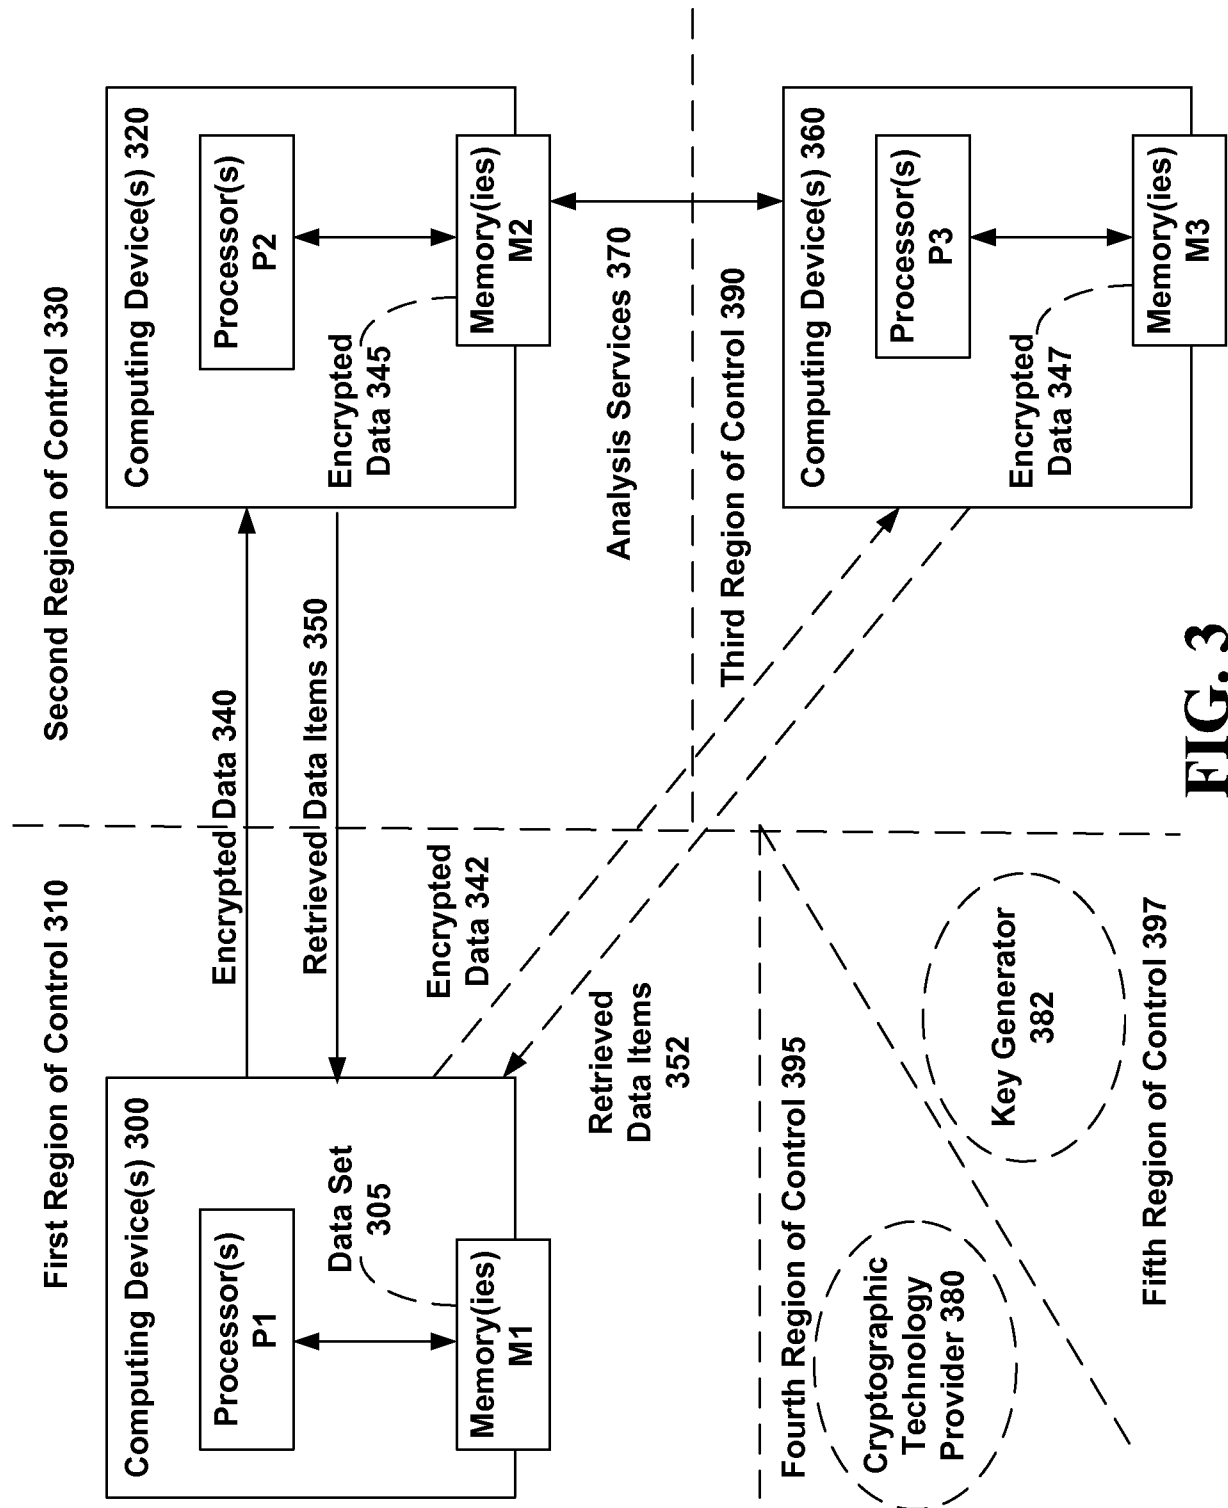 First Region of Control 310
Second Region of Control 330
Computing Device(s) 300
Processor(s)
P1
Data Set
305
Memory(ies)
M1
Encrypted Data 340
Retrieved Data Items 350
Computing Device(s) 320
Processor(s)
P2
Encrypted
Data 345
Memory(ies)
M2
Encrypted
Data 342
Retrieved
Data Items
352
Analysis Services 370
Third Region of Control 390
Computing Device(s) 360
Processor(s)
P3
Encrypted
Data 347
Memory(ies)
M3
Fourth Region of Control 395
Cryptographic
Technology
Provider 380
Key Generator
382
Fifth Region of Control 397
FIG. 3